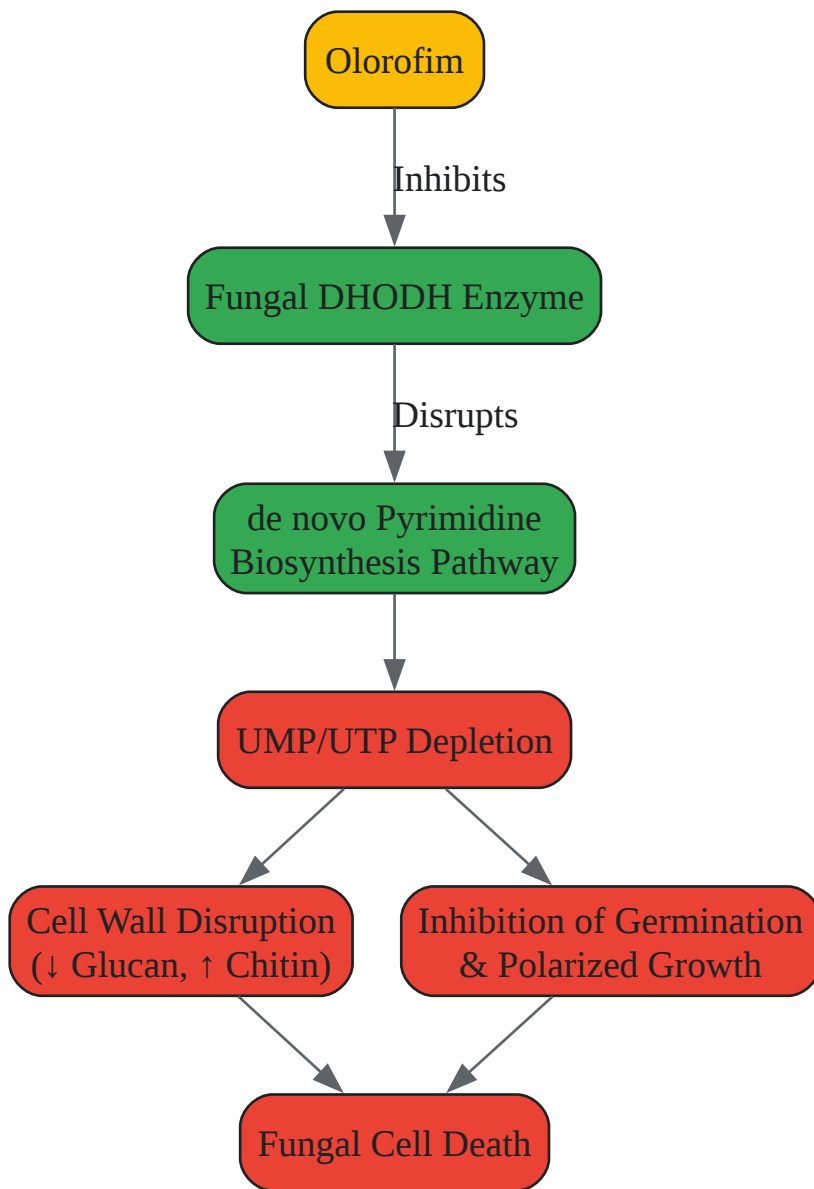 Olorofim
Inhibits
Fungal DHODH Enzyme
Disrupts
de novo Pyrimidine
Biosynthesis Pathway
UMP/UTP Depletion
Cell Wall Disruption
(↓ Glucan, ↑ Chitin)
Inhibition of Germination
& Polarized Growth
Fungal Cell Death